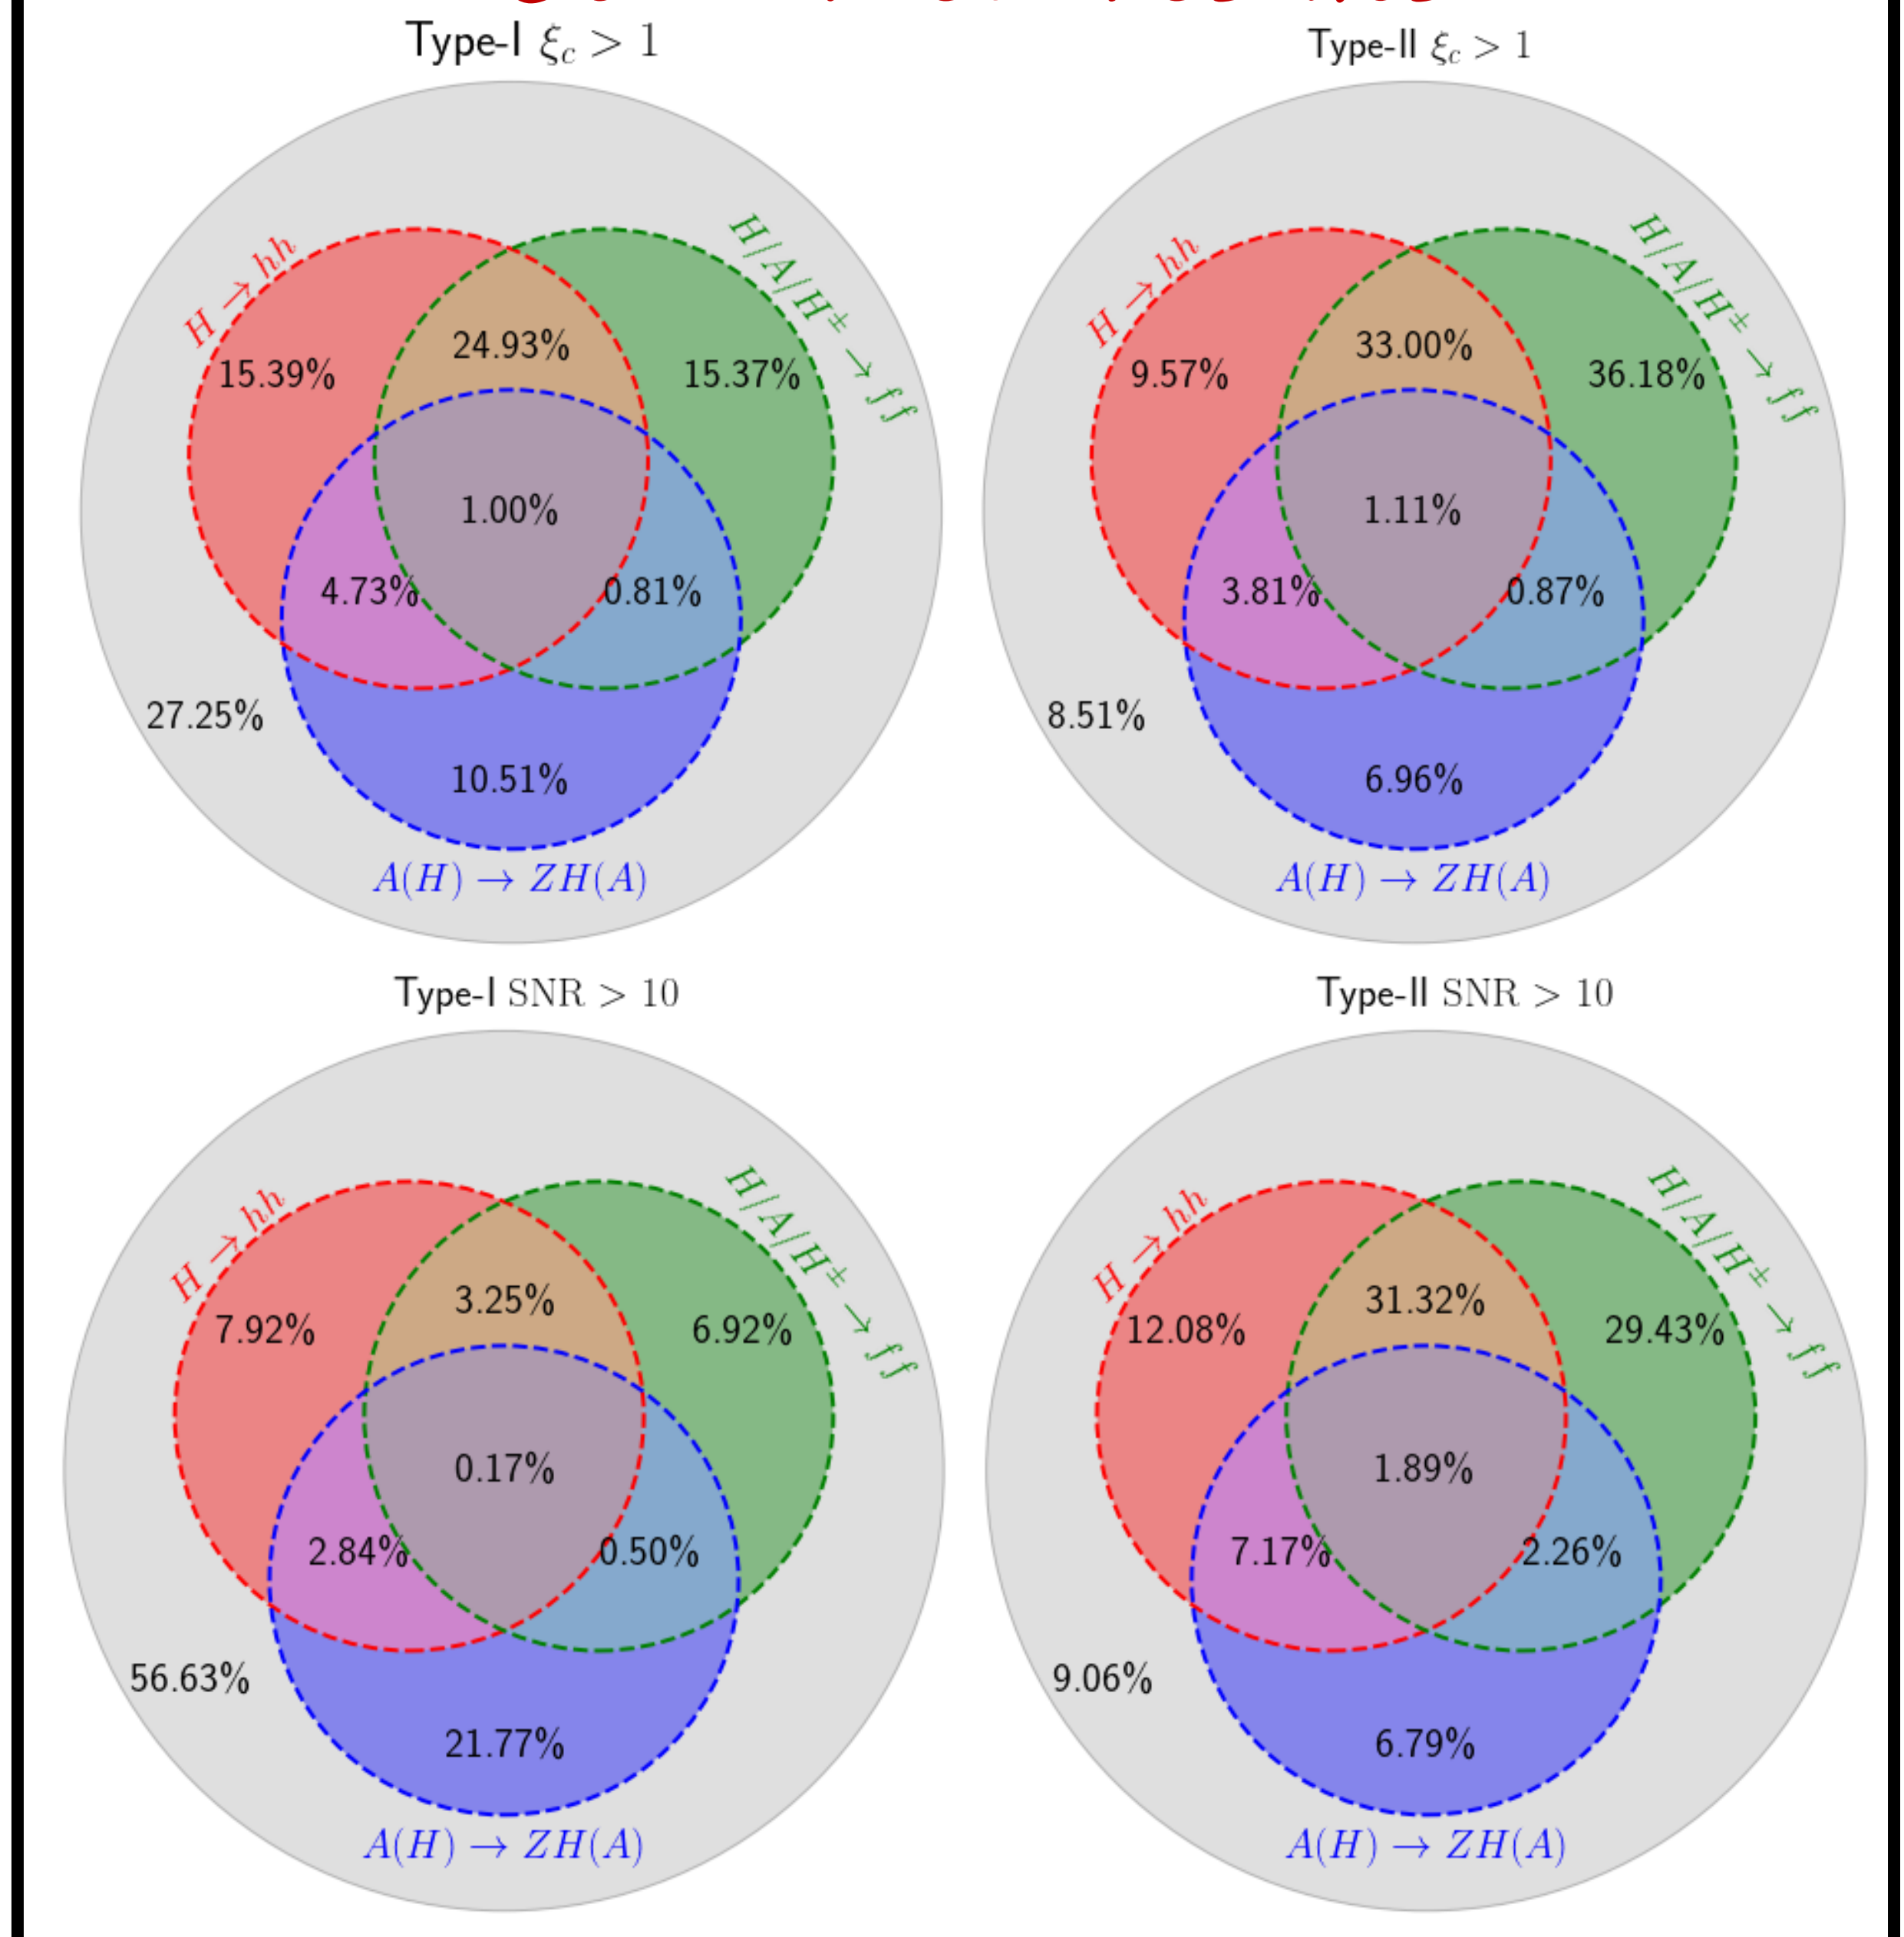 Type-I ξc > 1
H → hh
H/A/H± → ff
15.39%
24.93%
15.37%
1.00%
4.73%
0.81%
27.25%
10.51%
A(H) → ZH(A)
Type-II ξc > 1
H → hh
H/A/H± → ff
9.57%
33.00%
36.18%
1.11%
3.81%
0.87%
8.51%
6.96%
A(H) → ZH(A)
Type-I SNR > 10
H → hh
H/A/H± → ff
7.92%
3.25%
6.92%
0.17%
2.84%
0.50%
56.63%
21.77%
A(H) → ZH(A)
Type-II SNR > 10
H → hh
H/A/H± → ff
12.08%
31.32%
29.43%
1.89%
7.17%
2.26%
9.06%
6.79%
A(H) → ZH(A)